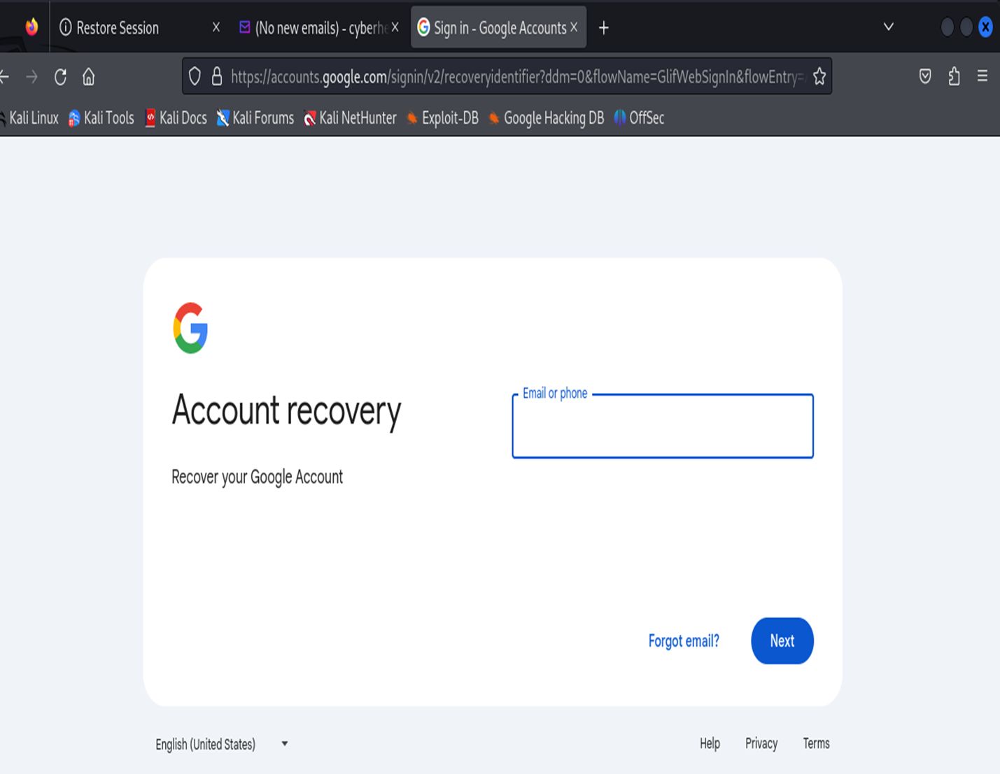 Restore Session
(No new emails) - cyberhe
Sign in - Google Accounts
https://accounts.google.com/signin/v2/recoveryidentifier?ddm=0&flowName=GlifWebSignIn&flowEntry=
Kali Linux Kali Tools Kali Docs Kali Forums Kali NetHunter Exploit-DB Google Hacking DB OffSec
Account recovery
Recover your Google Account
Email or phone
Forgot email?
Next
English (United States)
Help Privacy Terms